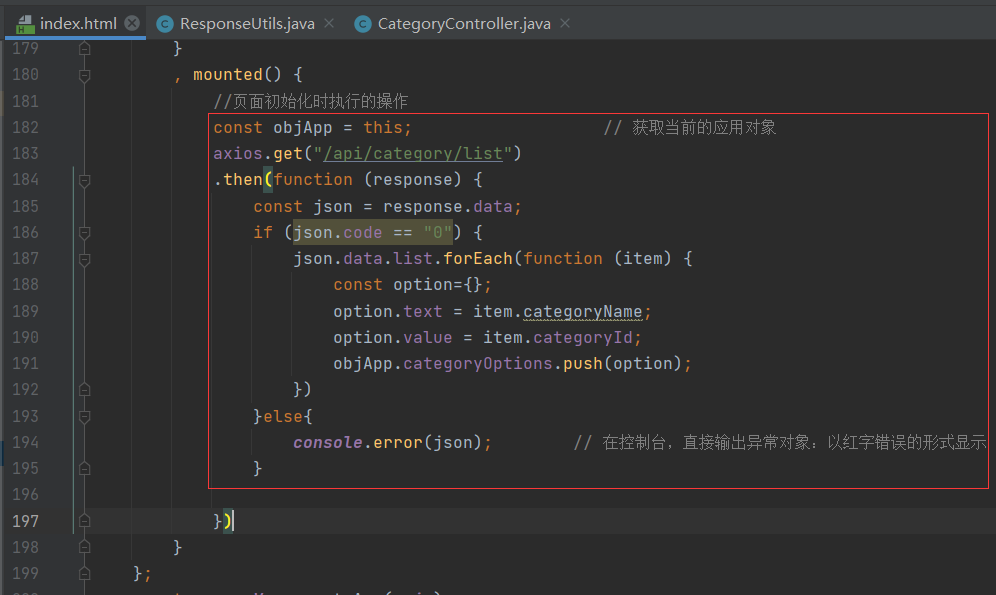 index.html ResponseUtils.java CategoryController.java
179 }
180 , mounted() {
181 //页面初始化时执行的操作
182 const objApp = this; // 获取当前的应用对象
183 axios.get("/api/category/list")
184 .then(function (response) {
185 const json = response.data;
186 if (json.code == "0") {
187 json.data.list.forEach(function (item) {
188 const option={};
189 option.text = item.categoryName;
190 option.value = item.categoryId;
191 objApp.categoryOptions.push(option);
192 })
193 }else{
194 console.error(json); // 在控制台，直接输出异常对象：以红字错误的形式显示
195 }
196
197 })
198 }
199 };